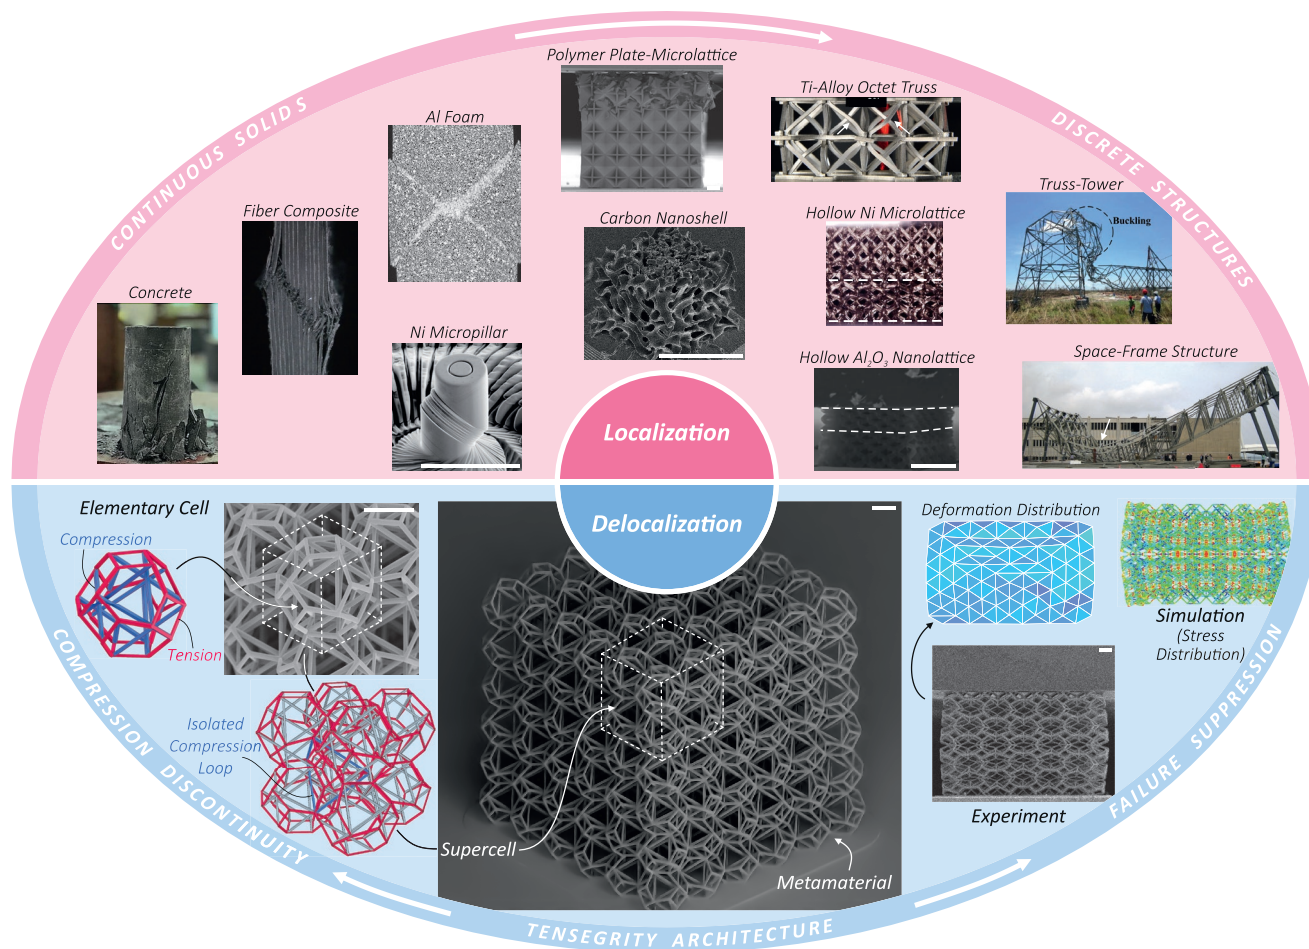 CONTINUOUS SOLIDS
DISCRETE STRUCTURES
Polymer Plate-Microlattice
Ti-Alloy Octet Truss
Al Foam
Truss-Tower
Buckling
Fiber Composite
Carbon Nanoshell
Hollow Ni Microlattice
Concrete
Ni Micropillar
Hollow Al₂O₃ Nanolattice
Space-Frame Structure
Localization
Delocalization
Elementary Cell
Compression
Tension
Isolated
Compression
Loop
Supercell
Metamaterial
Deformation Distribution
Simulation
(Stress
Distribution)
Experiment
COMPRESSION DISCONTINUITY
TENSEGRITY ARCHITECTURE
FAILURE SUPPRESSION